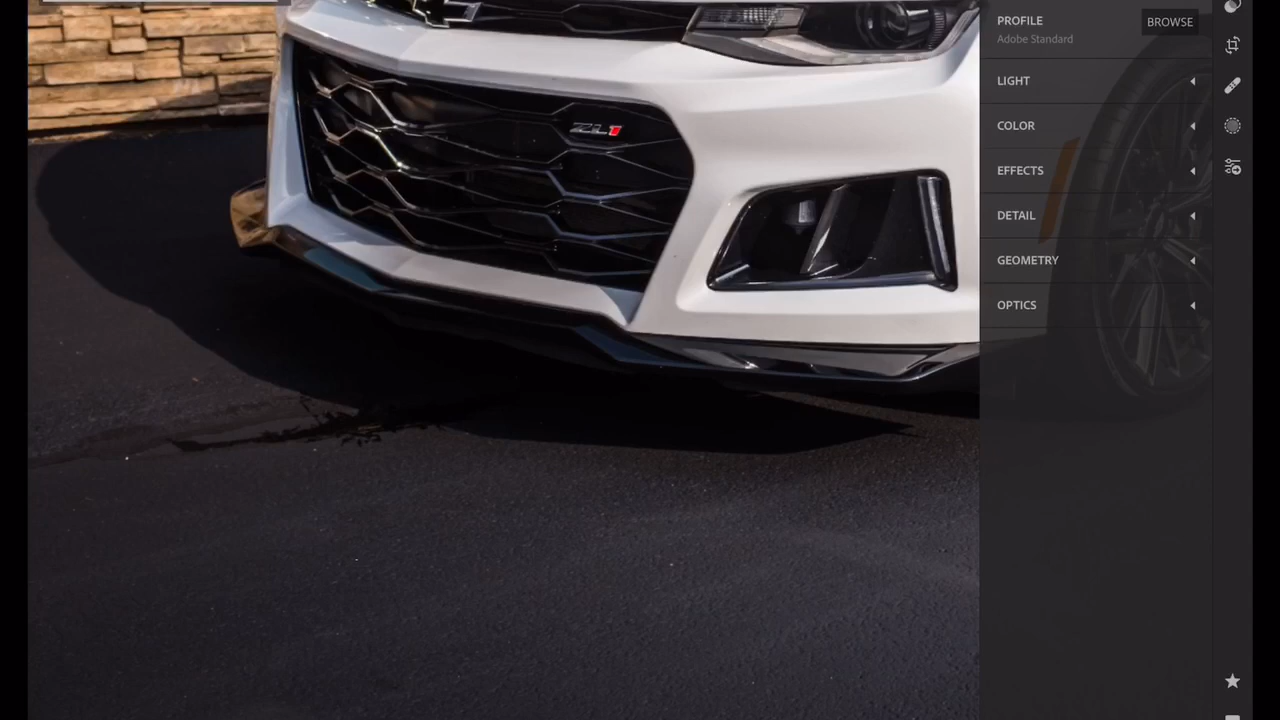 PROFILE
BROWSE
Adobe Standard
LIGHT
COLOR
EFFECTS
DETAIL
GEOMETRY
OPTICS
ZL1